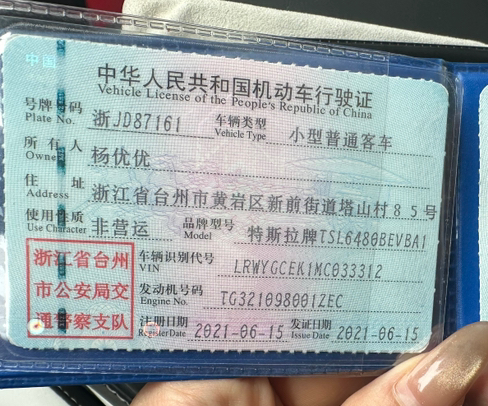 中国
中华人民共和国机动车行驶证
Vehicle License of the People's Republic of China
号牌号码 浙JD87161 车辆类型 小型普通客车
Plate No. Vehicle Type
所有人 杨优优
Owner
住址 浙江省台州市黄岩区新前街道塔山村85号
Address
使用性质 非营运 品牌型号 特斯拉牌TSL6480BEVBA1
Use Character Model
浙江省台州
市公安局交
通警察支队
车辆识别代号 LRWYGCEK1MC033312
VIN
发动机号码 TG321098001ZEC
Engine No.
注册日期 2021-06-15 发证日期 2021-06-15
Register Date Issue Date